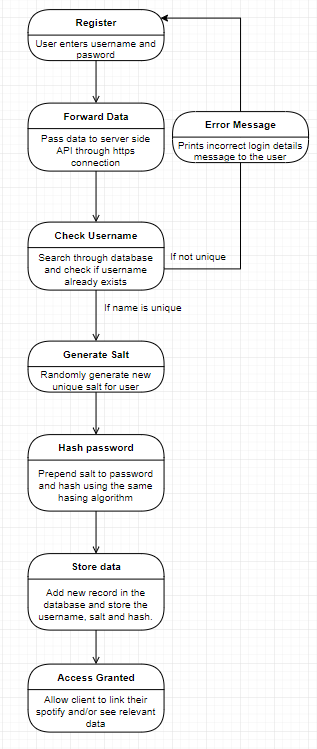 Register
User enters username and
pasword
Forward Data
Pass data to server side
API through https
connection
Error Message
Prints incorrect login details
message to the user
Check Username
Search through database
and check if username
already exists
If not unique
If name is unique
Generate Salt
Randomly generate new
unique salt for user
Hash password
Prepend salt to password
and hash using the same
hasing algorithm
Store data
Add new record in the
database and store the
username, salt and hash.
Access Granted
Allow client to link their
spotify and/or see relevant
data